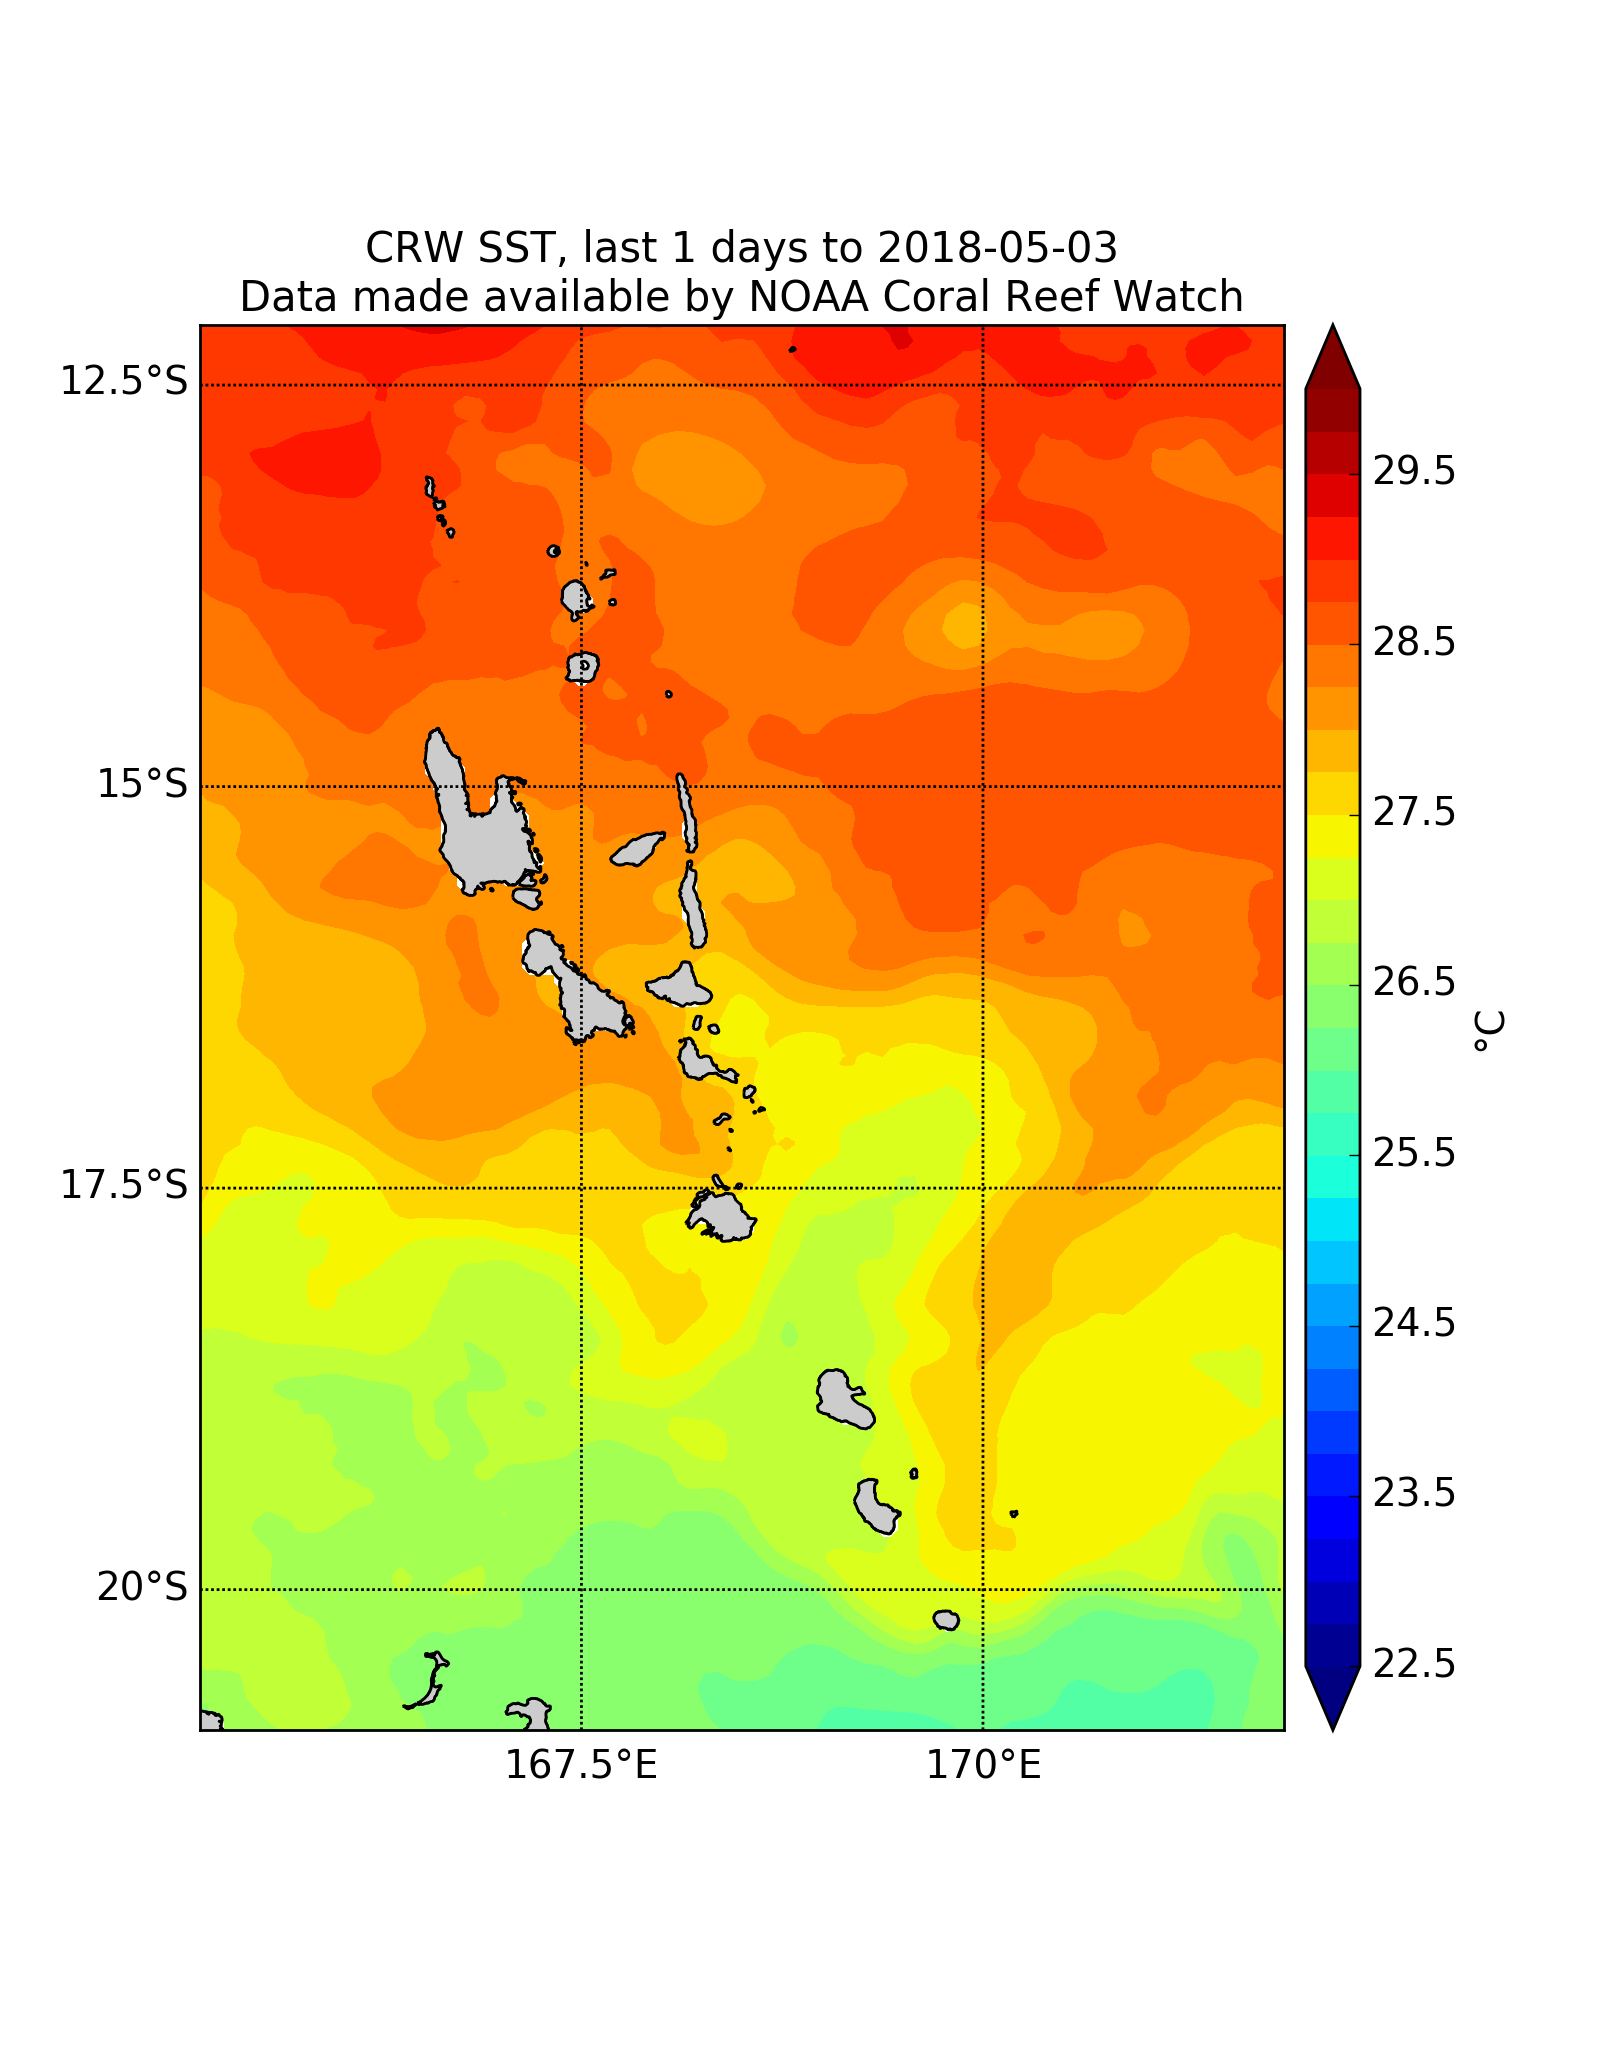 CRW SST, last 1 days to 2018-05-03
Data made available by NOAA Coral Reef Watch
12.5°S
15°S
17.5°S
20°S
167.5°E
170°E
29.5
28.5
27.5
26.5
25.5
24.5
23.5
22.5
°C